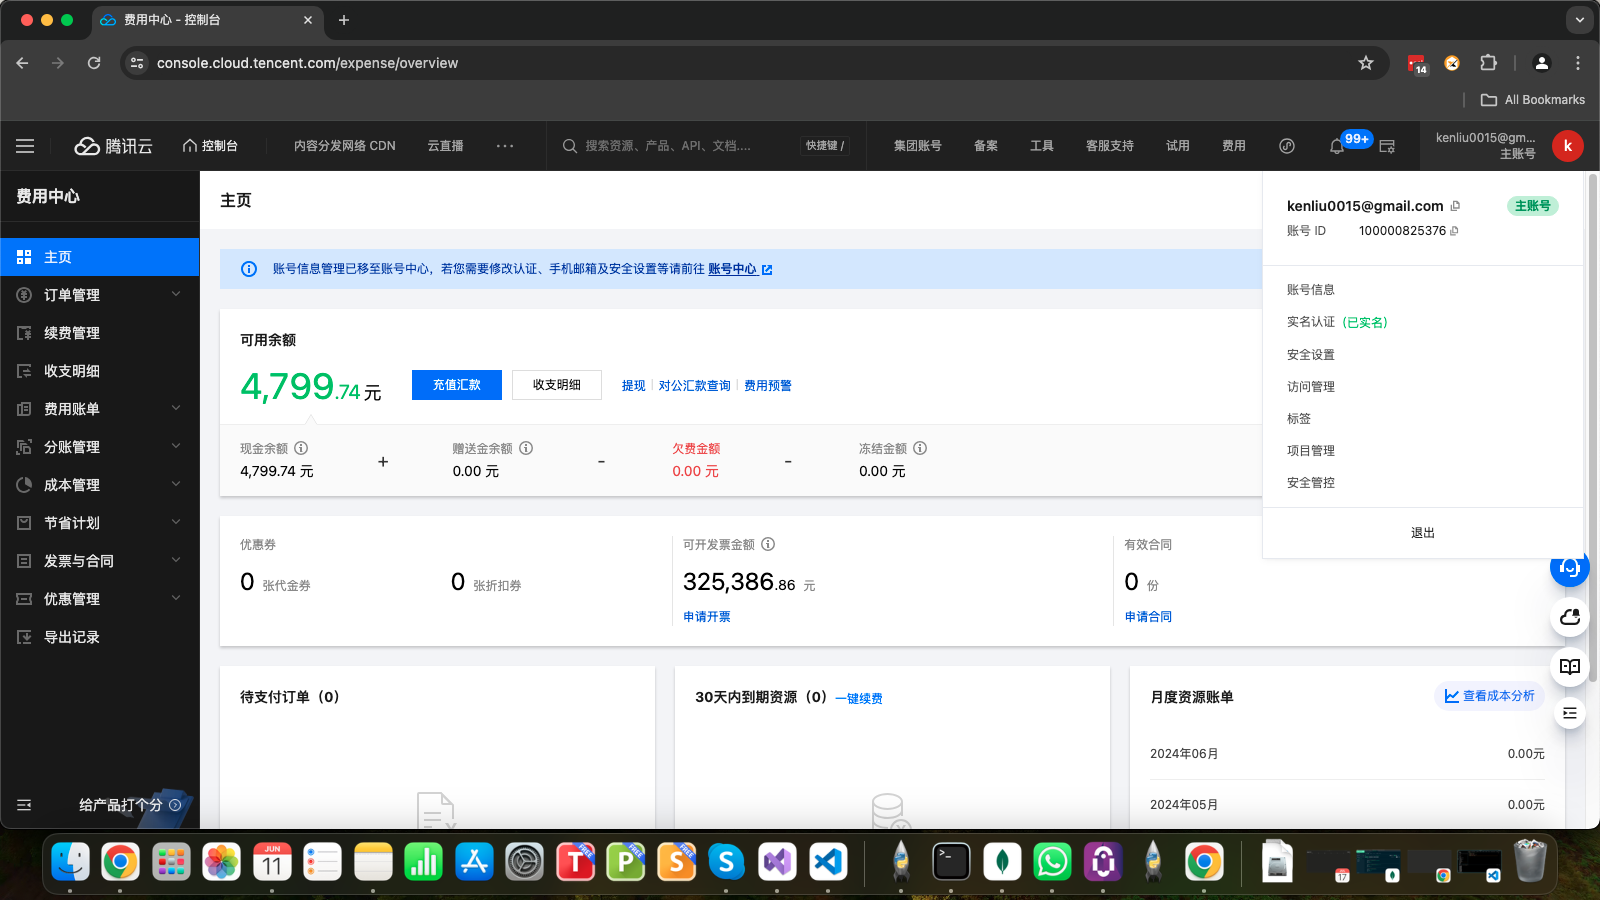 费用中心 - 控制台
console.cloud.tencent.com/expense/overview
14
All Bookmarks
腾讯云
控制台
内容分发网络 CDN
云直播
搜索资源、产品、API、文档....
快捷键 /
集团账号
备案
工具
客服支持
试用
费用
99+
kenliu0015@gm...
主账号
k
费用中心
主页
订单管理
续费管理
收支明细
费用账单
分账管理
成本管理
节省计划
发票与合同
优惠管理
导出记录
给产品打个分
主页
账号信息管理已移至账号中心，若您需要修改认证、手机邮箱及安全设置等请前往 账号中心
可用余额
4,799.74 元
充值汇款
收支明细
提现
对公汇款查询
费用预警
现金余额
4,799.74 元
+
赠送金余额
0.00 元
-
欠费金额
0.00 元
-
冻结金额
0.00 元
优惠券
0 张代金券
0 张折扣券
可开发票金额
325,386.86 元
申请开票
有效合同
0 份
申请合同
待支付订单（0）
30天内到期资源（0） 一键续费
月度资源账单
查看成本分析
2024年06月
0.00元
2024年05月
0.00元
kenliu0015@gmail.com
主账号
账号 ID 100000825376
账号信息
实名认证 (已实名)
安全设置
访问管理
标签
项目管理
安全管控
退出
JUN
11
T
FREE
P
FREE
S
FREE
S
17